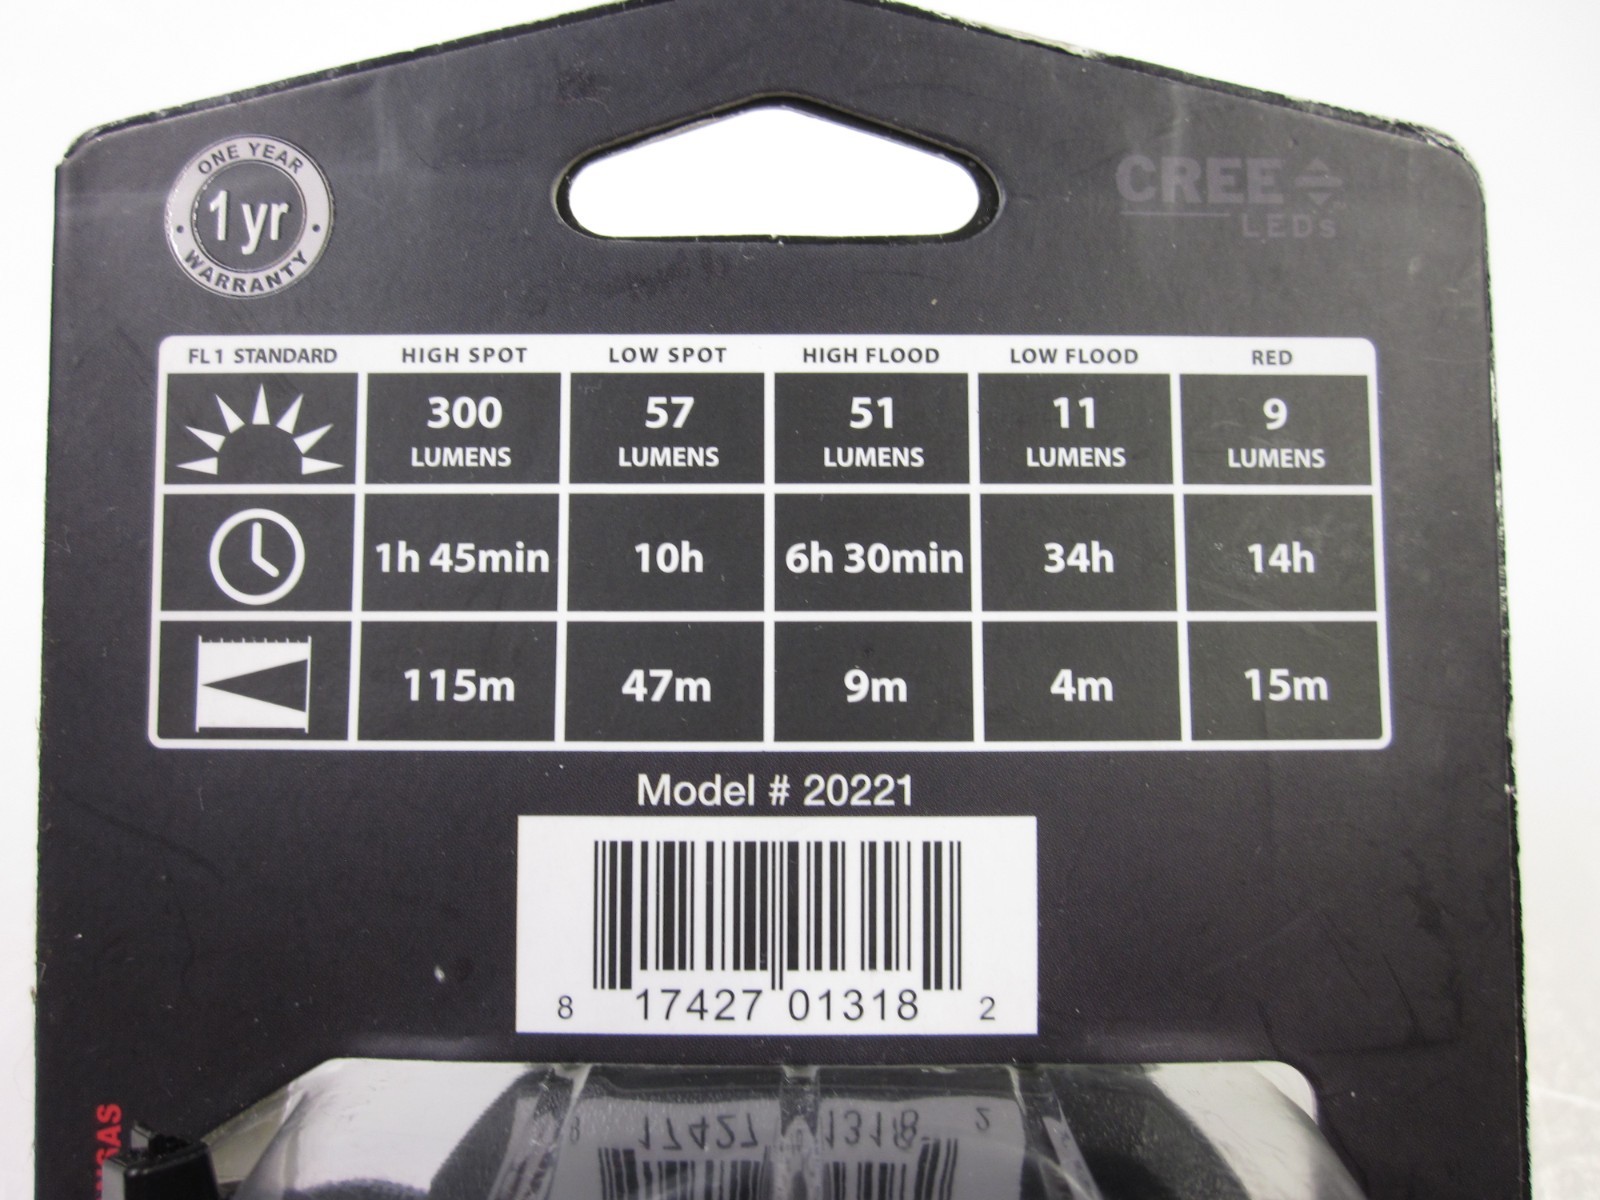 ONE YEAR
1 yr
WARRANTY
CREE
LEDs
FL 1 STANDARD HIGH SPOT LOW SPOT HIGH FLOOD LOW FLOOD RED
300 57 51 11 9
LUMENS LUMENS LUMENS LUMENS LUMENS
1h 45min 10h 6h 30min 34h 14h
115m 47m 9m 4m 15m
Model # 20221
8 17427 01318 2